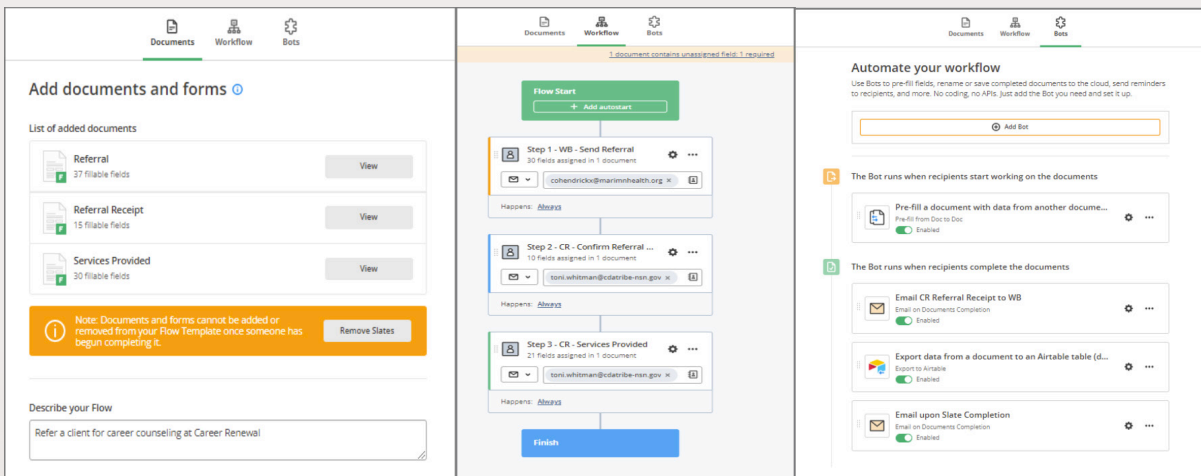 Documents
Workflow
Bots
Add documents and forms
List of added documents
Referral
37 fillable fields
View
Referral Receipt
15 fillable fields
View
Services Provided
30 fillable fields
View
Note: Documents and forms cannot be added or
removed from your Flow Template once someone has
begun completing it.
Remove Slates
Describe your Flow
Refer a client for career counseling at Career Renewal
Documents
Workflow
Bots
1 document contains unassigned field: 1 required
Flow Start
+ Add autostart
Step 1 - WB - Send Referral
30 fields assigned in 1 document
cohendrickx@marimnhealth.org ×
Happens: Always
Step 2 - CR - Confirm Referral ...
10 fields assigned in 1 document
toni.whitman@cdatribe-nsn.gov ×
Happens: Always
Step 3 - CR - Services Provided
21 fields assigned in 1 document
toni.whitman@cdatribe-nsn.gov ×
Happens: Always
Finish
Documents
Workflow
Bots
Automate your workflow
Use Bots to pre-fill fields, rename or save completed documents to the cloud, send reminders
to recipients, and more. No coding, no APIs. Just add the Bot you need and set it up.
Add Bot
The Bot runs when recipients start working on the documents
Pre-fill a document with data from another docume...
Pre-fill from Doc to Doc
Enabled
The Bot runs when recipients complete the documents
Email CR Referral Receipt to WB
Email on Documents Completion
Enabled
Export data from a document to an Airtable table (d...
Export to Airtable
Enabled
Email upon Slate Completion
Email on Documents Completion
Enabled